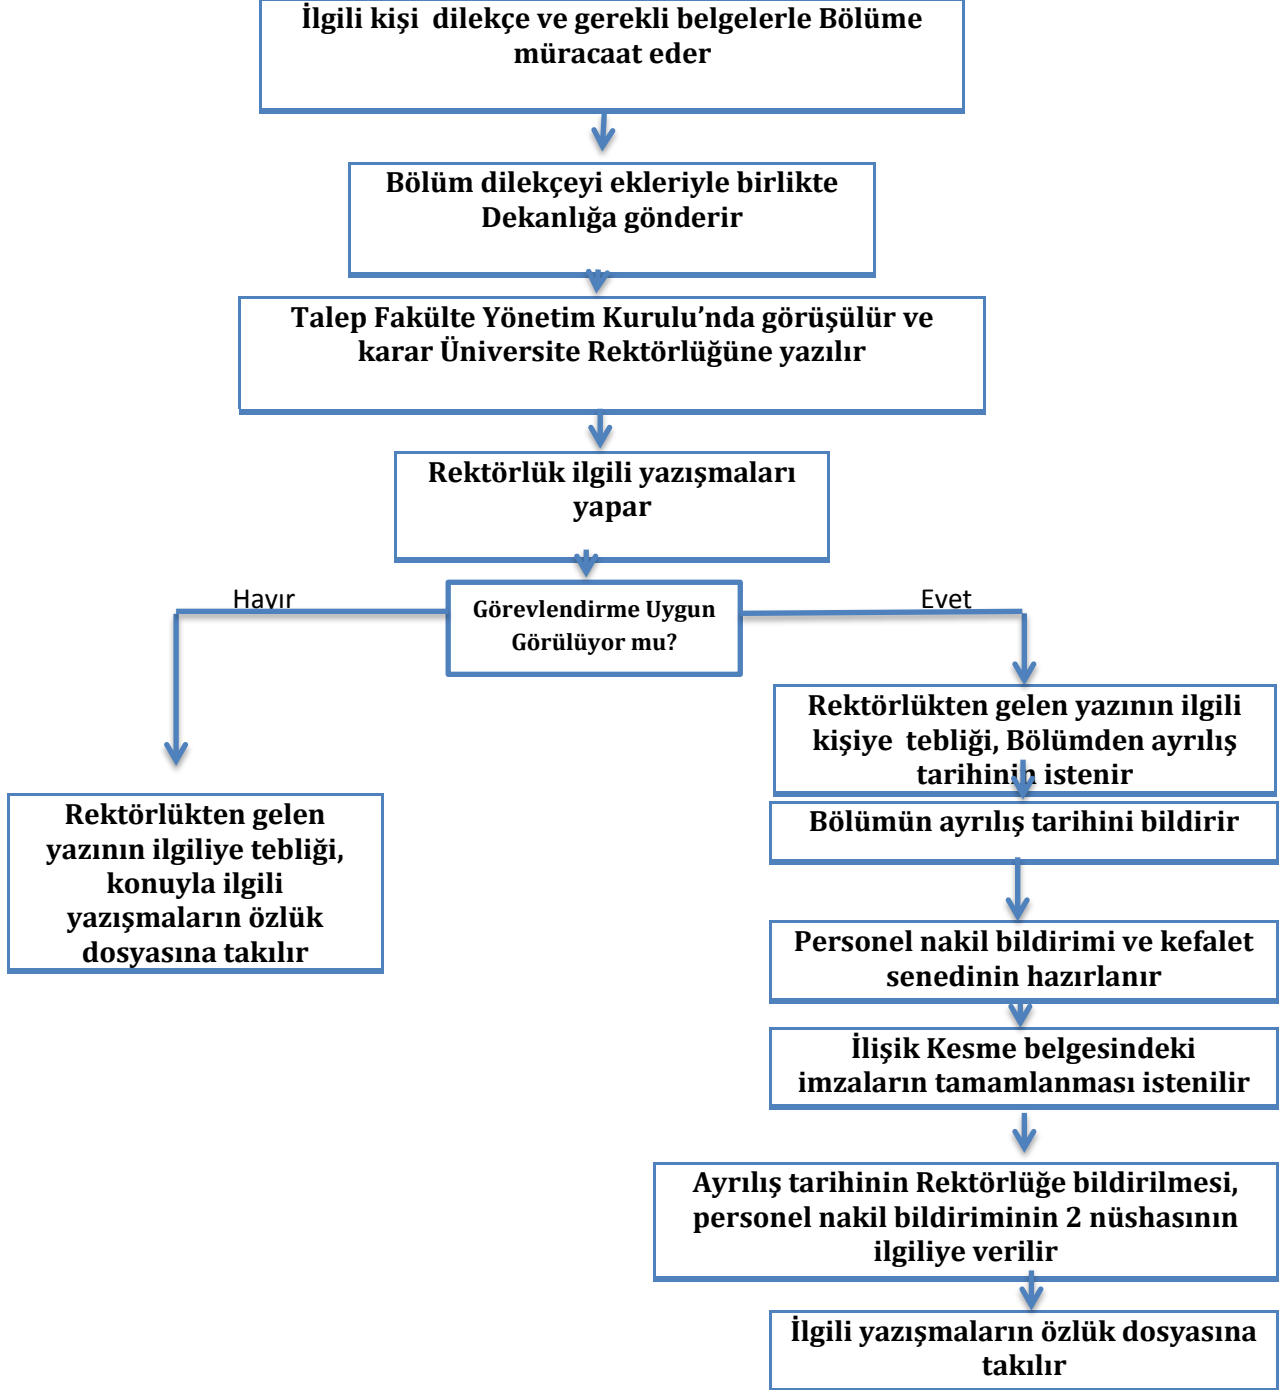 İlgili kişi  dilekçe ve gerekli belgelerle Bölüme
müracaat eder
Bölüm dilekçeyi ekleriyle birlikte
Dekanlığa gönderir
Talep Fakülte Yönetim Kurulu’nda görüşülür ve
karar Üniversite Rektörlüğüne yazılır
Rektörlük ilgili yazışmaları
yapar
Hayır
Görevlendirme Uygun
Görülüyor mu?
Evet
Rektörlükten gelen
yazının ilgiliye tebliği,
konuyla ilgili
yazışmaların özlük
dosyasına takılır
Rektörlükten gelen yazının ilgili
kişiye  tebliği, Bölümden ayrılış
tarihinin istenir
Bölümün ayrılış tarihini bildirir
Personel nakil bildirimi ve kefalet
senedinin hazırlanır
İlişik Kesme belgesindeki
imzaların tamamlanması istenilir
Ayrılış tarihinin Rektörlüğe bildirilmesi,
personel nakil bildiriminin 2 nüshasının
ilgiliye verilir
İlgili yazışmaların özlük dosyasına
takılır